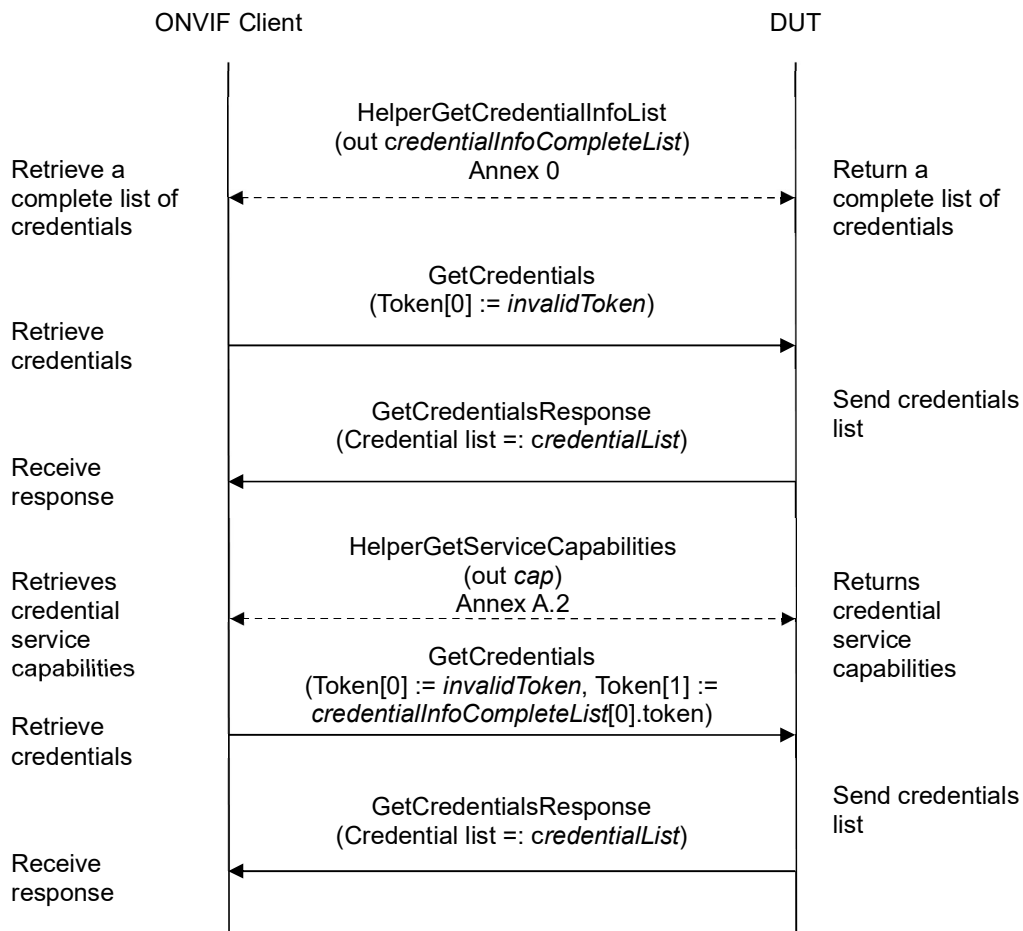 ONVIF Client
DUT
HelperGetCredentialInfoList
(out credentialInfoCompleteList)
Annex 0
Retrieve a
complete list of
credentials
Return a
complete list of
credentials
GetCredentials
(Token[0] := invalidToken)
Retrieve
credentials
Send credentials
list
GetCredentialsResponse
(Credential list =: credentialList)
Receive
response
HelperGetServiceCapabilities
(out cap)
Annex A.2
Retrieves
credential
service
capabilities
Returns
credential
service
capabilities
GetCredentials
(Token[0] := invalidToken, Token[1] :=
credentialInfoCompleteList[0].token)
Retrieve
credentials
Send credentials
list
GetCredentialsResponse
(Credential list =: credentialList)
Receive
response